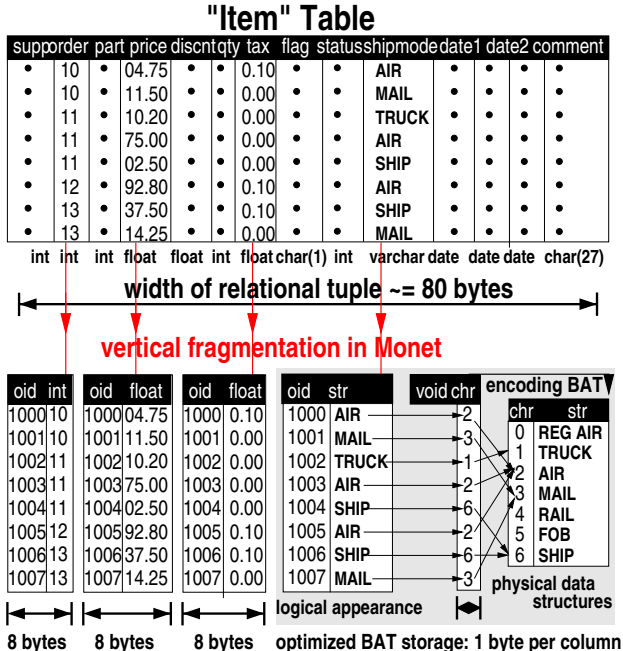 "Item" Table
supp order part price discnt qty tax flag status shipmode date1 date2 comment
• 10 • 04.75 • • 0.10 • • AIR • • • •
• 10 • 11.50 • • 0.00 • • MAIL • • • •
• 11 • 10.20 • • 0.00 • • TRUCK • • • •
• 11 • 75.00 • • 0.00 • • AIR • • • •
• 11 • 02.50 • • 0.00 • • SHIP • • • •
• 12 • 92.80 • • 0.10 • • AIR • • • •
• 13 • 37.50 • • 0.10 • • SHIP • • • •
• 13 • 14.25 • • 0.00 • • MAIL • • • •
int int int float float int float char(1) int varchar date date date char(27)
width of relational tuple ~= 80 bytes
vertical fragmentation in Monet
oid int oid float oid float oid str void chr encoding BAT
chr str
1000 10 1000 04.75 1000 0.10 1000 AIR 2
0 REG AIR
1001 10 1001 11.50 1001 0.00 1001 MAIL 3
1 TRUCK
1002 11 1002 10.20 1002 0.00 1002 TRUCK 1
2 AIR
1003 11 1003 75.00 1003 0.00 1003 AIR 2
3 MAIL
1004 11 1004 02.50 1004 0.00 1004 SHIP 6
4 RAIL
1005 12 1005 92.80 1005 0.10 1005 AIR 2
5 FOB
1006 13 1006 37.50 1006 0.10 1006 SHIP 6
6 SHIP
1007 13 1007 14.25 1007 0.00 1007 MAIL 3
physical data
structures
logical appearance
8 bytes 8 bytes 8 bytes optimized BAT storage: 1 byte per column